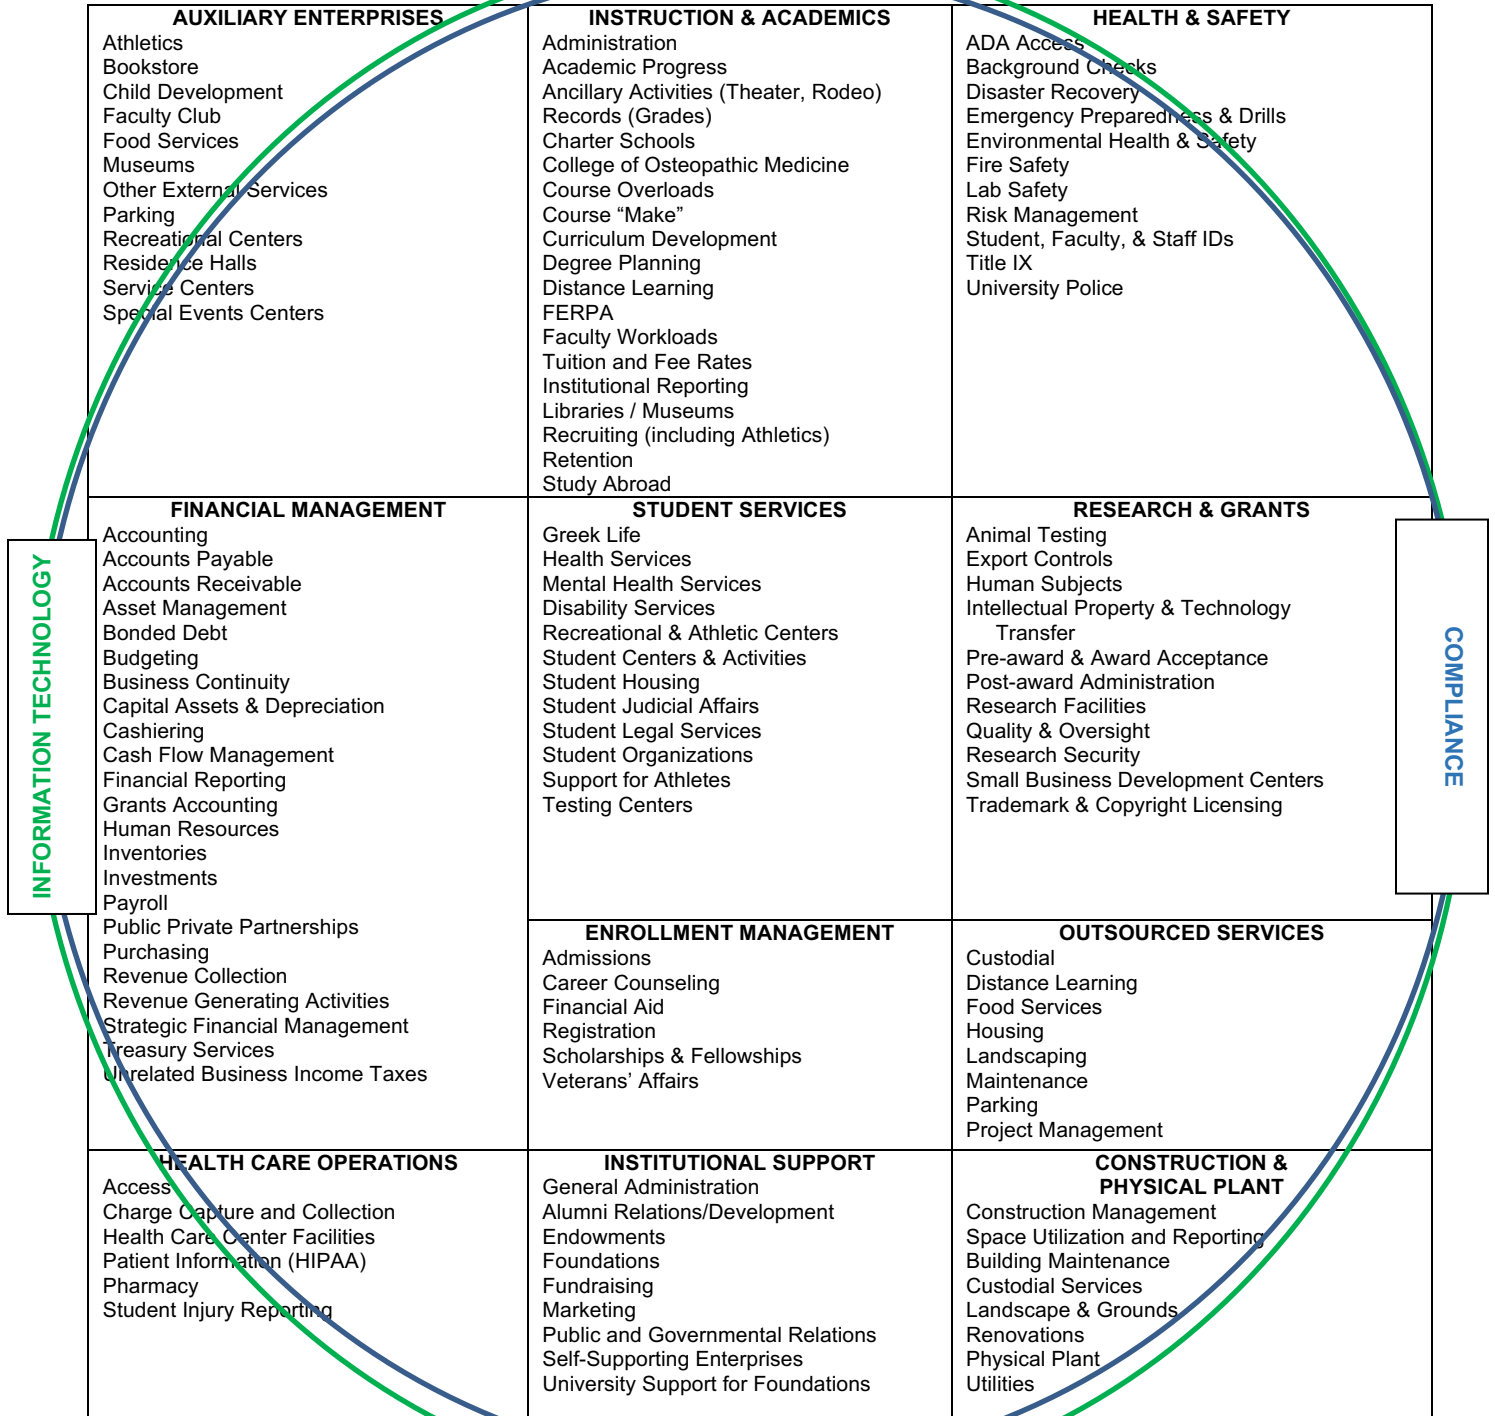 AUXILIARY ENTERPRISES
Athletics
Bookstore
Child Development
Faculty Club
Food Services
Museums
Other External Services
Parking
Recreational Centers
Residence Halls
Service Centers
Special Events Centers
INSTRUCTION & ACADEMICS
Administration
Academic Progress
Ancillary Activities (Theater, Rodeo)
Records (Grades)
Charter Schools
College of Osteopathic Medicine
Course Overloads
Course “Make”
Curriculum Development
Degree Planning
Distance Learning
FERPA
Faculty Workloads
Tuition and Fee Rates
Institutional Reporting
Libraries / Museums
Recruiting (including Athletics)
Retention
Study Abroad
HEALTH & SAFETY
ADA Access
Background Checks
Disaster Recovery
Emergency Preparedness & Drills
Environmental Health & Safety
Fire Safety
Lab Safety
Risk Management
Student, Faculty, & Staff IDs
Title IX
University Police
INFORMATION TECHNOLOGY
FINANCIAL MANAGEMENT
Accounting
Accounts Payable
Accounts Receivable
Asset Management
Bonded Debt
Budgeting
Business Continuity
Capital Assets & Depreciation
Cashiering
Cash Flow Management
Financial Reporting
Grants Accounting
Human Resources
Inventories
Investments
Payroll
Public Private Partnerships
Purchasing
Revenue Collection
Revenue Generating Activities
Strategic Financial Management
Treasury Services
Unrelated Business Income Taxes
STUDENT SERVICES
Greek Life
Health Services
Mental Health Services
Disability Services
Recreational & Athletic Centers
Student Centers & Activities
Student Housing
Student Judicial Affairs
Student Legal Services
Student Organizations
Support for Athletes
Testing Centers
RESEARCH & GRANTS
Animal Testing
Export Controls
Human Subjects
Intellectual Property & Technology
Transfer
Pre-award & Award Acceptance
Post-award Administration
Research Facilities
Quality & Oversight
Research Security
Small Business Development Centers
Trademark & Copyright Licensing
COMPLIANCE
ENROLLMENT MANAGEMENT
Admissions
Career Counseling
Financial Aid
Registration
Scholarships & Fellowships
Veterans’ Affairs
OUTSOURCED SERVICES
Custodial
Distance Learning
Food Services
Housing
Landscaping
Maintenance
Parking
Project Management
HEALTH CARE OPERATIONS
Access
Charge Capture and Collection
Health Care Center Facilities
Patient Information (HIPAA)
Pharmacy
Student Injury Reporting
INSTITUTIONAL SUPPORT
General Administration
Alumni Relations/Development
Endowments
Foundations
Fundraising
Marketing
Public and Governmental Relations
Self-Supporting Enterprises
University Support for Foundations
CONSTRUCTION &
PHYSICAL PLANT
Construction Management
Space Utilization and Reporting
Building Maintenance
Custodial Services
Landscape & Grounds
Renovations
Physical Plant
Utilities